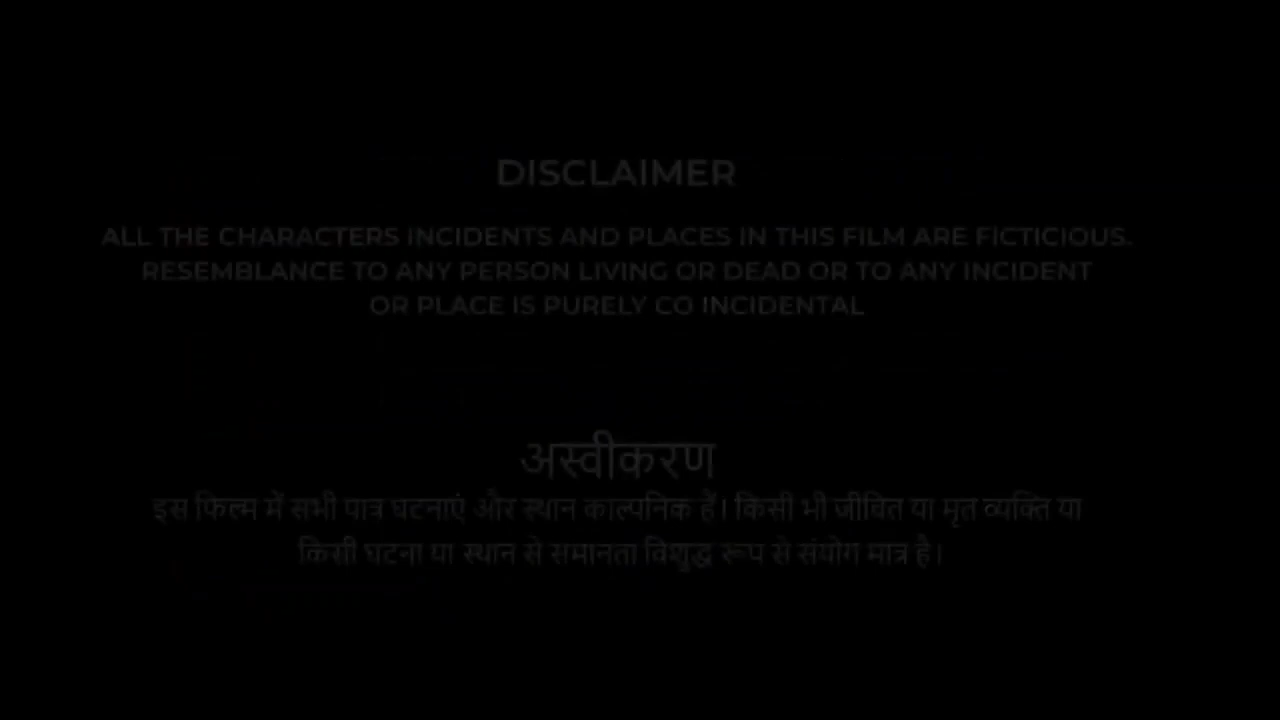 DISCLAIMER
ALL THE CHARACTERS INCIDENTS AND PLACES IN THIS FILM ARE FICTICIOUS.
RESEMBLANCE TO ANY PERSON LIVING OR DEAD OR TO ANY INCIDENT
OR PLACE IS PURELY CO INCIDENTAL
अस्वीकरण
इस फिल्म में सभी पात्र घटनाएं और स्थान काल्पनिक हैं। किसी भी जीवित या मृत व्यक्ति या
किसी घटना या स्थान से समानता विशुद्ध रूप से संयोग मात्र है।